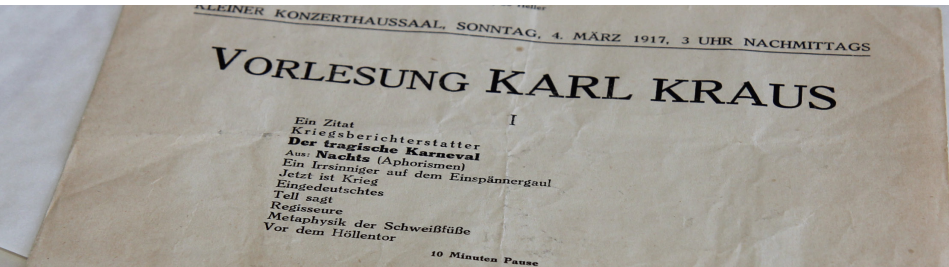 KLEINER KONZERTHAUSSAAL, SONNTAG, 4. MÄRZ 1917, 3 UHR NACHMITTAGS
VORLESUNG KARL KRAUS
I
Ein Zitat
Kriegsberichterstatter
Der tragische Karneval
Aus: Nachts (Aphorismen)
Ein Irrsinniger auf dem Einspännergaul
Jetzt ist Krieg
Eingedeutschtes
Tell sagt
Regisseure
Metaphysik der Schweißfüße
Vor dem Höllentor
10 Minuten Pause